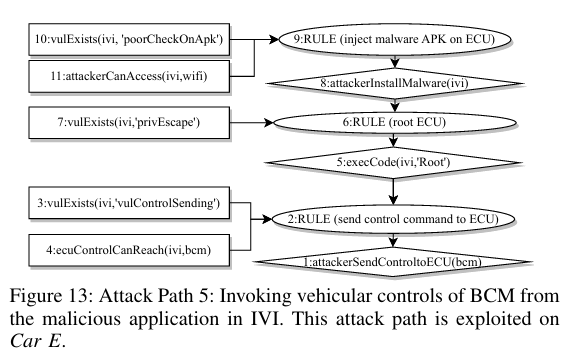 10:vulExists(ivi, 'poorCheckOnApk')
9:RULE (inject malware APK on ECU)
11:attackerCanAccess(ivi,wifi)
8:attackerInstallMalware(ivi)
7:vulExists(ivi,'privEscape')
6:RULE (root ECU)
5:execCode(ivi,'Root')
3:vulExists(ivi,'vulControlSending')
2:RULE (send control command to ECU)
4:ecuControlCanReach(ivi,bcm)
1:attackerSendControltoECU(bcm)
Figure 13: Attack Path 5: Invoking vehicular controls of BCM from
the malicious application in IVI. This attack path is exploited on
Car E.